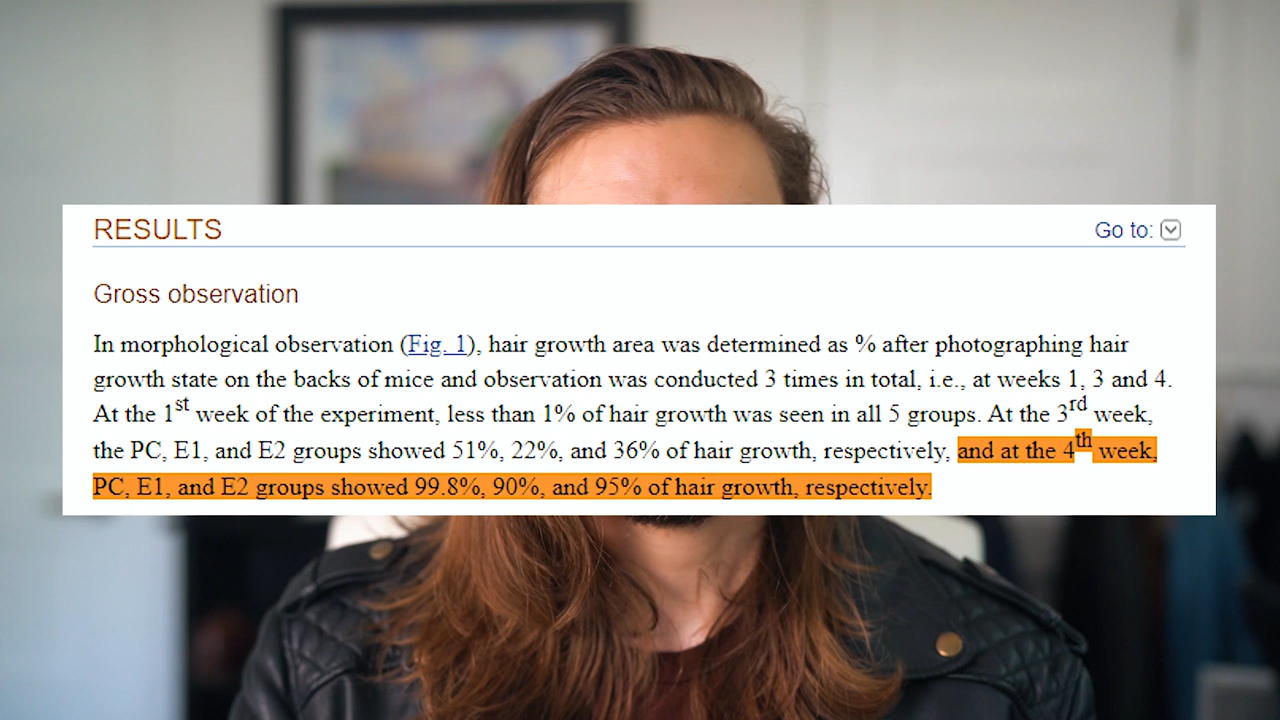 RESULTS
Go to:
Gross observation
In morphological observation (Fig. 1), hair growth area was determined as % after photographing hair
growth state on the backs of mice and observation was conducted 3 times in total, i.e., at weeks 1, 3 and 4.
At the 1st week of the experiment, less than 1% of hair growth was seen in all 5 groups. At the 3rd week,
the PC, E1, and E2 groups showed 51%, 22%, and 36% of hair growth, respectively, and at the 4th week,
PC, E1, and E2 groups showed 99.8%, 90%, and 95% of hair growth, respectively.